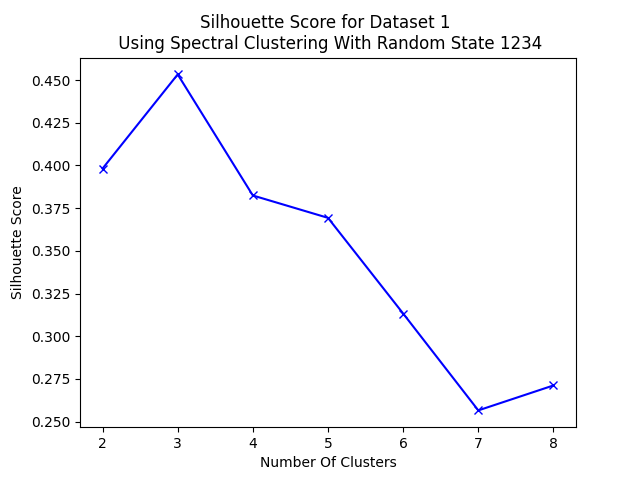 Silhouette Score for Dataset 1
Using Spectral Clustering With Random State 1234
0.450
0.425
0.400
0.375
0.350
0.325
0.300
0.275
0.250
Silhouette Score
2 3 4 5 6 7 8
Number Of Clusters